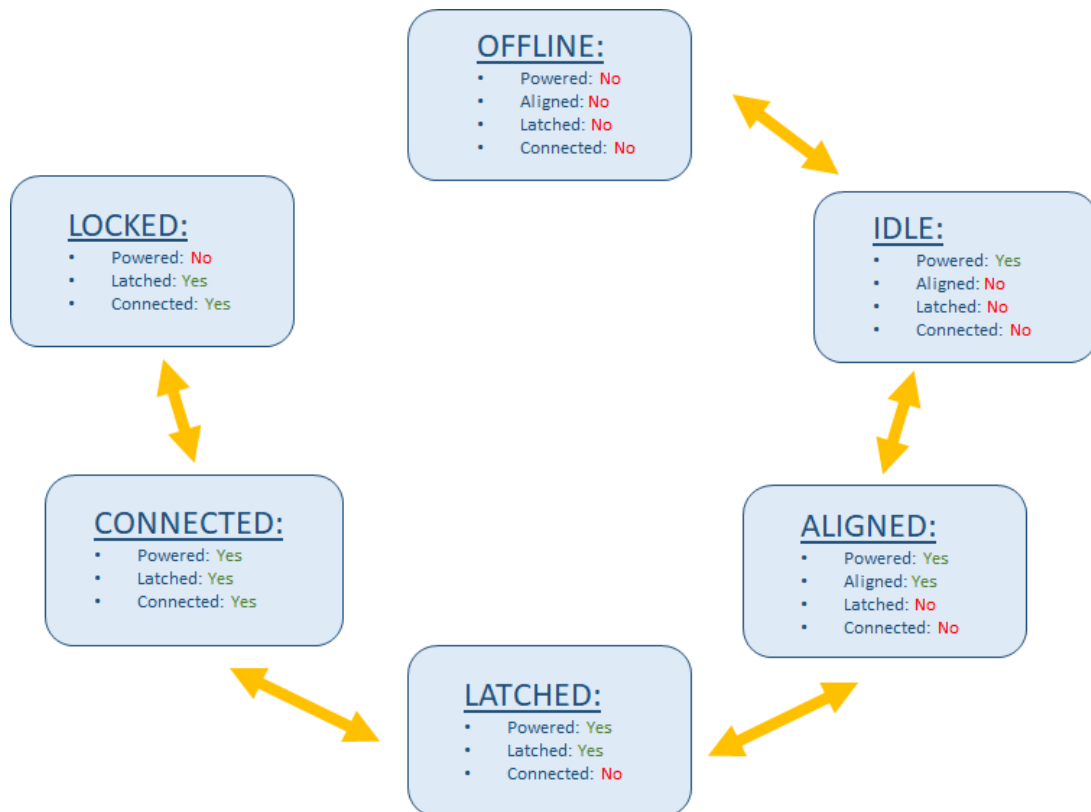 OFFLINE:
• Powered: No
• Aligned: No
• Latched: No
• Connected: No
LOCKED:
• Powered: No
• Latched: Yes
• Connected: Yes
IDLE:
• Powered: Yes
• Aligned: No
• Latched: No
• Connected: No
CONNECTED:
• Powered: Yes
• Latched: Yes
• Connected: Yes
ALIGNED:
• Powered: Yes
• Aligned: Yes
• Latched: No
• Connected: No
LATCHED:
• Powered: Yes
• Latched: Yes
• Connected: No